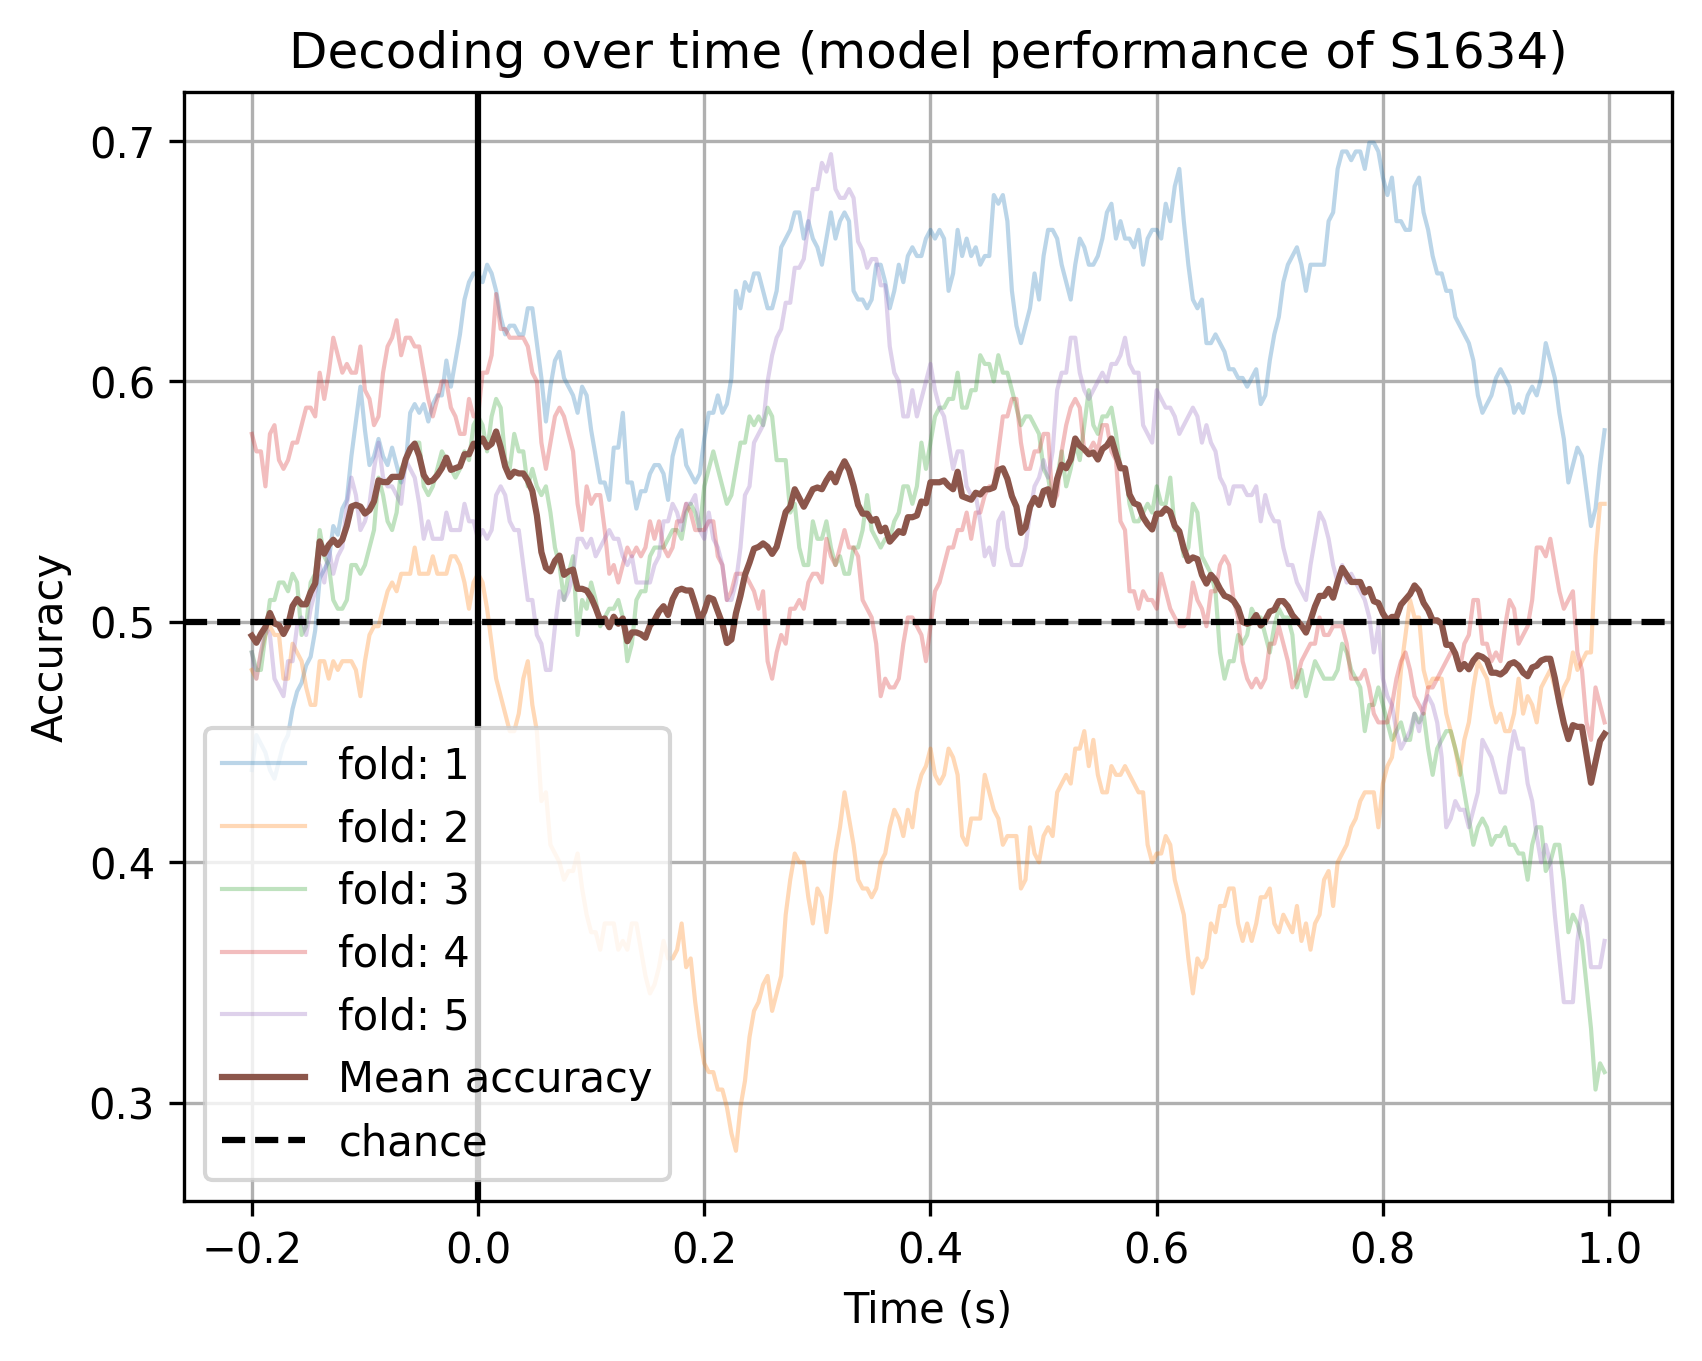 Decoding over time (model performance of S1634)
Accuracy
0.7
0.6
0.5
0.4
0.3
fold: 1
fold: 2
fold: 3
fold: 4
fold: 5
Mean accuracy
chance
−0.2 0.0 0.2 0.4 0.6 0.8 1.0
Time (s)